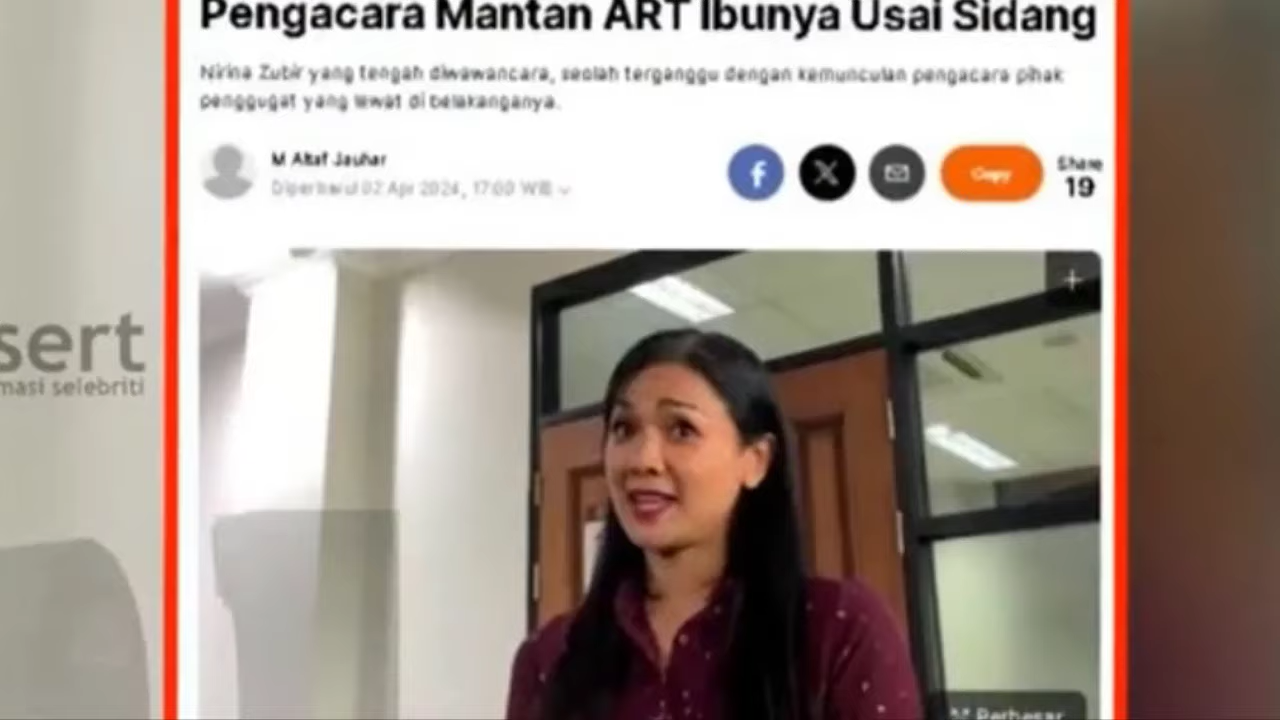 Pengacara Mantan ART Ibunya Usai Sidang
Nirina Zubir yang tengah diwawancara, seolah terganggu dengan kemunculan pengacara pihak
penggugat yang lewat di belakanganya.
M Altaf Jauhar
Diperbarui 02 Apr 2024, 17:00 WIB
Copy
Share
19
sert
masi selebriti
Perbesar